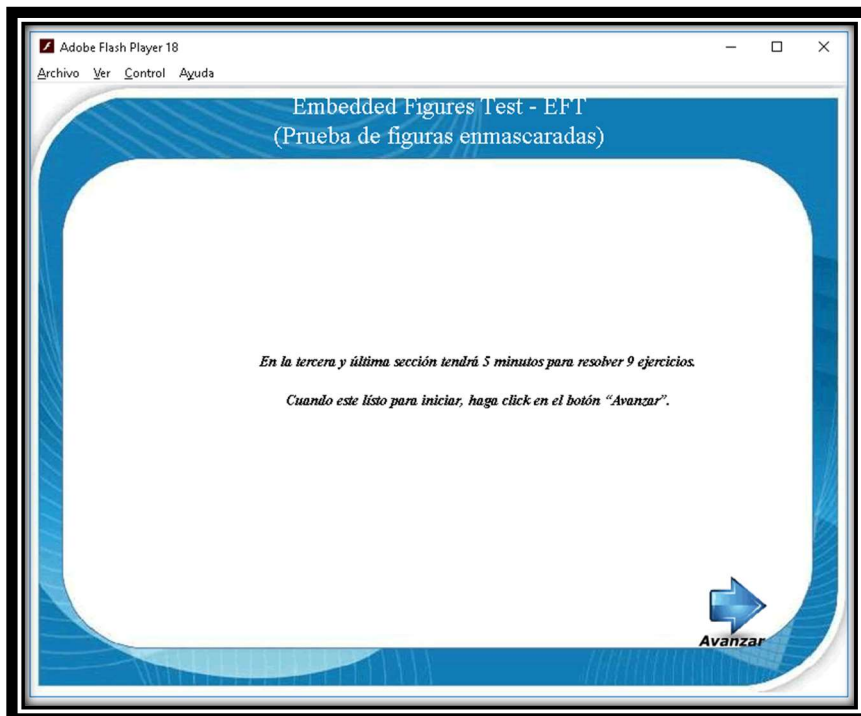 Adobe Flash Player 18
Archivo Ver Control Ayuda
Embedded Figures Test - EFT
(Prueba de figuras enmascaradas)
En la tercera y última sección tendrá 5 minutos para resolver 9 ejercicios.
Cuando este lísto para iniciar, haga click en el botón “Avanzar”.
Avanzar